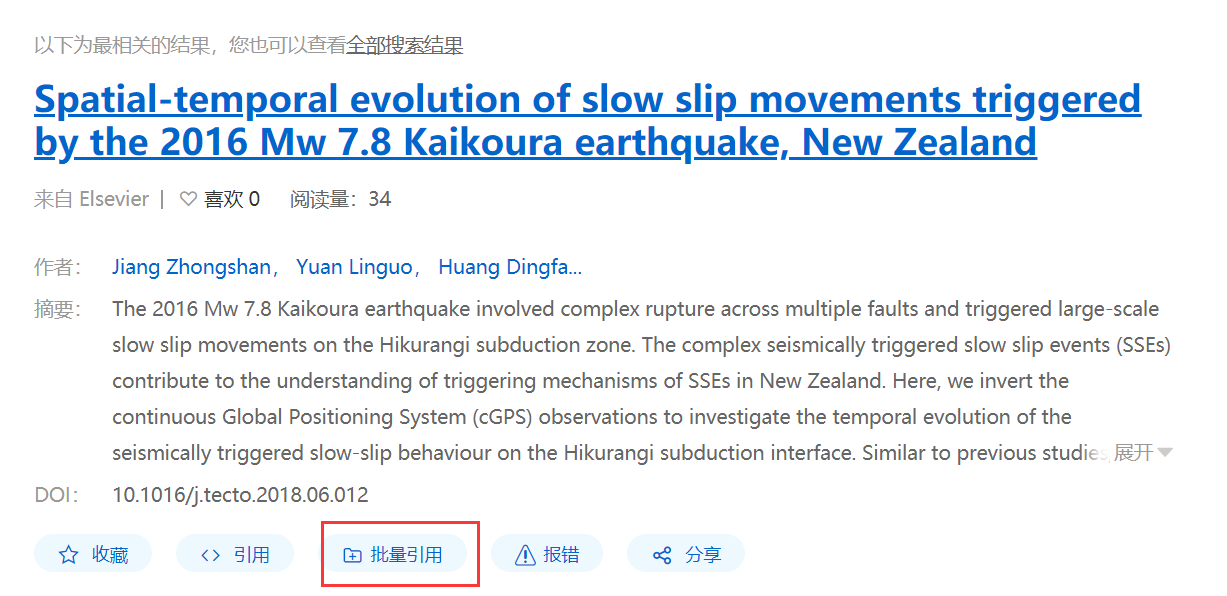 以下为最相关的结果，您也可以查看全部搜索结果
Spatial-temporal evolution of slow slip movements triggered
by the 2016 Mw 7.8 Kaikoura earthquake, New Zealand
来自 Elsevier | 喜欢 0 阅读量：34
作者： Jiang Zhongshan， Yuan Linguo， Huang Dingfa...
摘要： The 2016 Mw 7.8 Kaikoura earthquake involved complex rupture across multiple faults and triggered large-scale
slow slip movements on the Hikurangi subduction zone. The complex seismically triggered slow slip events (SSEs)
contribute to the understanding of triggering mechanisms of SSEs in New Zealand. Here, we invert the
continuous Global Positioning System (cGPS) observations to investigate the temporal evolution of the
seismically triggered slow-slip behaviour on the Hikurangi subduction interface. Similar to previous studies, 展开
DOI： 10.1016/j.tecto.2018.06.012
收藏 引用 批量引用 报错 分享